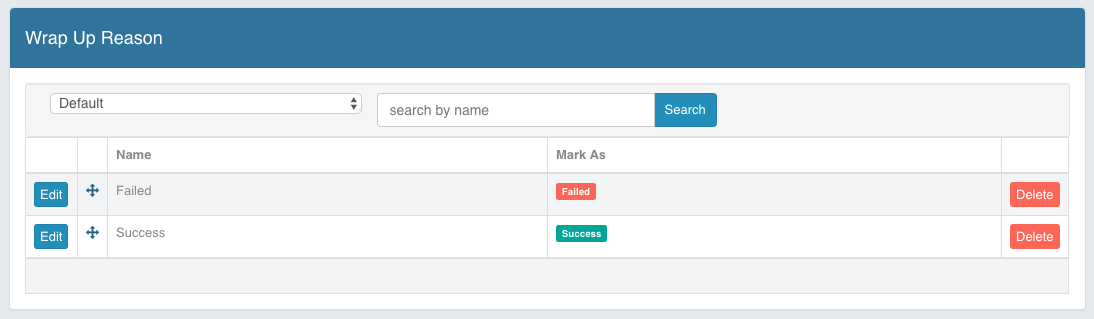 Wrap Up Reason
Default search by name Search
Name Mark As
Edit Failed Failed Delete
Edit Success Success Delete